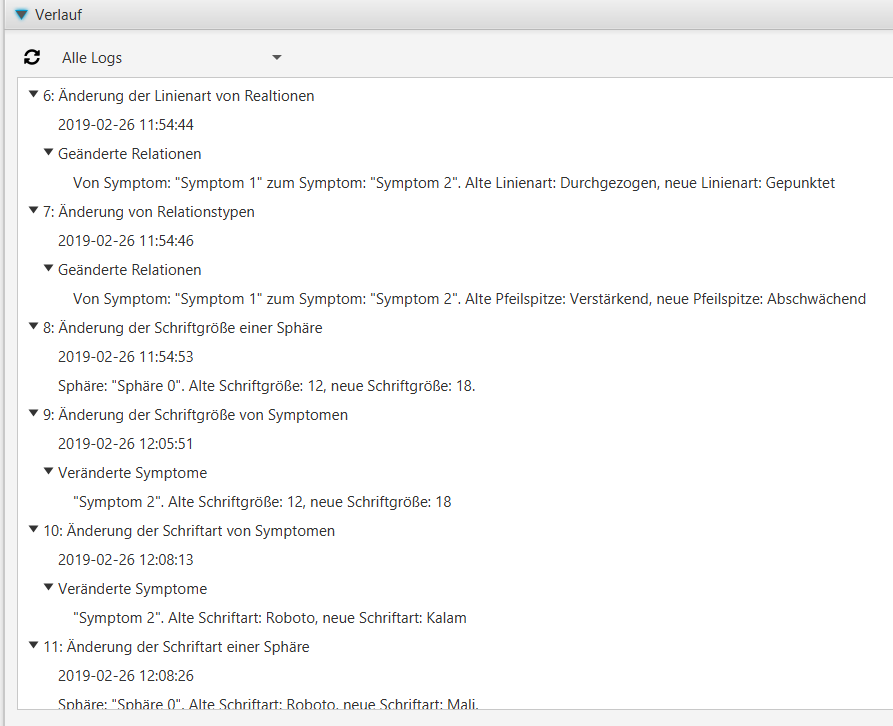 Verlauf
Alle Logs
6: Änderung der Linienart von Realtionen
2019-02-26 11:54:44
Geänderte Relationen
Von Symptom: "Symptom 1" zum Symptom: "Symptom 2". Alte Linienart: Durchgezogen, neue Linienart: Gepunktet
7: Änderung von Relationstypen
2019-02-26 11:54:46
Geänderte Relationen
Von Symptom: "Symptom 1" zum Symptom: "Symptom 2". Alte Pfeilspitze: Verstärkend, neue Pfeilspitze: Abschwächend
8: Änderung der Schriftgröße einer Sphäre
2019-02-26 11:54:53
Sphäre: "Sphäre 0". Alte Schriftgröße: 12, neue Schriftgröße: 18.
9: Änderung der Schriftgröße von Symptomen
2019-02-26 12:05:51
Veränderte Symptome
"Symptom 2". Alte Schriftgröße: 12, neue Schriftgröße: 18
10: Änderung der Schriftart von Symptomen
2019-02-26 12:08:13
Veränderte Symptome
"Symptom 2". Alte Schriftart: Roboto, neue Schriftart: Kalam
11: Änderung der Schriftart einer Sphäre
2019-02-26 12:08:26
Sphäre: "Sphäre 0". Alte Schriftart: Roboto, neue Schriftart: Mali.